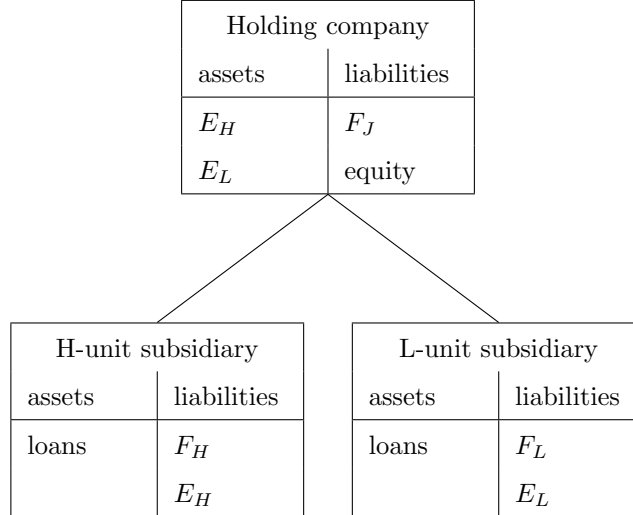 Holding company
assets liabilities
E_H F_J
E_L equity
H-unit subsidiary
assets liabilities
loans F_H
E_H
L-unit subsidiary
assets liabilities
loans F_L
E_L